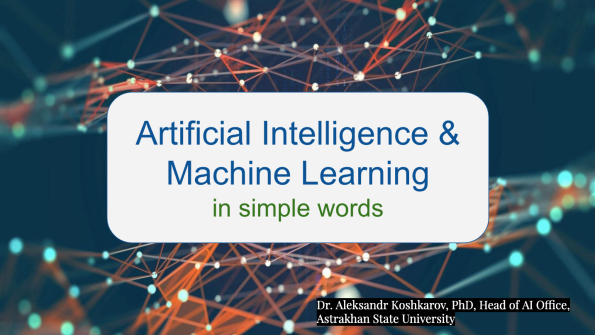 Artificial Intelligence &
Machine Learning
in simple words
Dr. Aleksandr Koshkarov, PhD, Head of AI Office,
Astrakhan State University